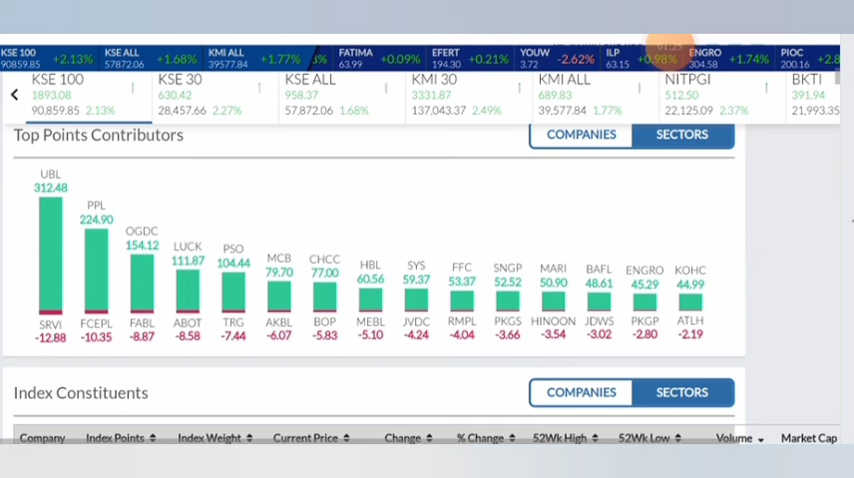 KSE 100 90859.85 +2.13%
KSE ALL 57872.06 +1.68%
KMI ALL 39577.84 +1.77%
FATIMA 63.99 +0.09%
EFERT 194.30 +0.21%
YOUW 3.72 -2.62%
ILP 63.15 +0.98%
ENGRO 304.58 +1.74%
PIOC 200.16 +2.8
KSE 100
1893.08
90,859.85 2.13%
KSE 30
630.42
28,457.66 2.27%
KSE ALL
958.37
57,872.06 1.68%
KMI 30
3331.87
137,043.37 2.49%
KMI ALL
689.83
39,577.84 1.77%
NITPGI
512.50
22,125.09 2.37%
BKTI
391.94
21,993.35
Top Points Contributors
COMPANIES SECTORS
UBL PPL OGDC LUCK PSO MCB CHCC HBL SYS FFC SNGP MARI BAFL ENGRO KOHC
312.48 224.90 154.12 111.87 104.44 79.70 77.00 60.56 59.37 53.37 52.52 50.90 48.61 45.29 44.99
SRVI FCEPL FABL ABOT TRG AKBL BOP MEBL JVDC RMPL PKGS HINOON JDWS PKGP ATLH
-12.88 -10.35 -8.87 -8.58 -7.44 -6.07 -5.83 -5.10 -4.24 -4.04 -3.66 -3.54 -3.02 -2.80 -2.19
Index Constituents
COMPANIES SECTORS
Company Index Points Index Weight Current Price Change % Change 52Wk High 52Wk Low Volume Market Cap